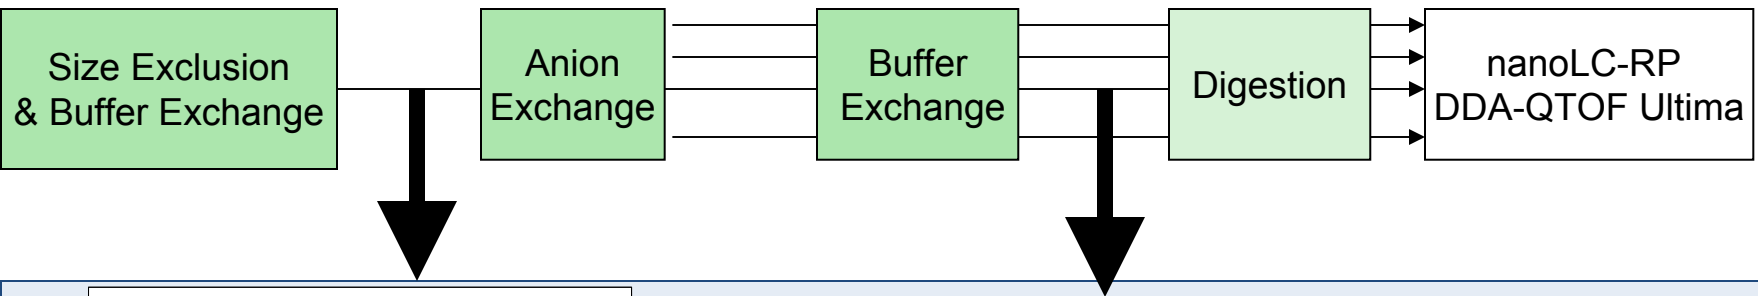 Size Exclusion
& Buffer Exchange
Anion
Exchange
Buffer
Exchange
Digestion
nanoLC-RP
DDA-QTOF Ultima